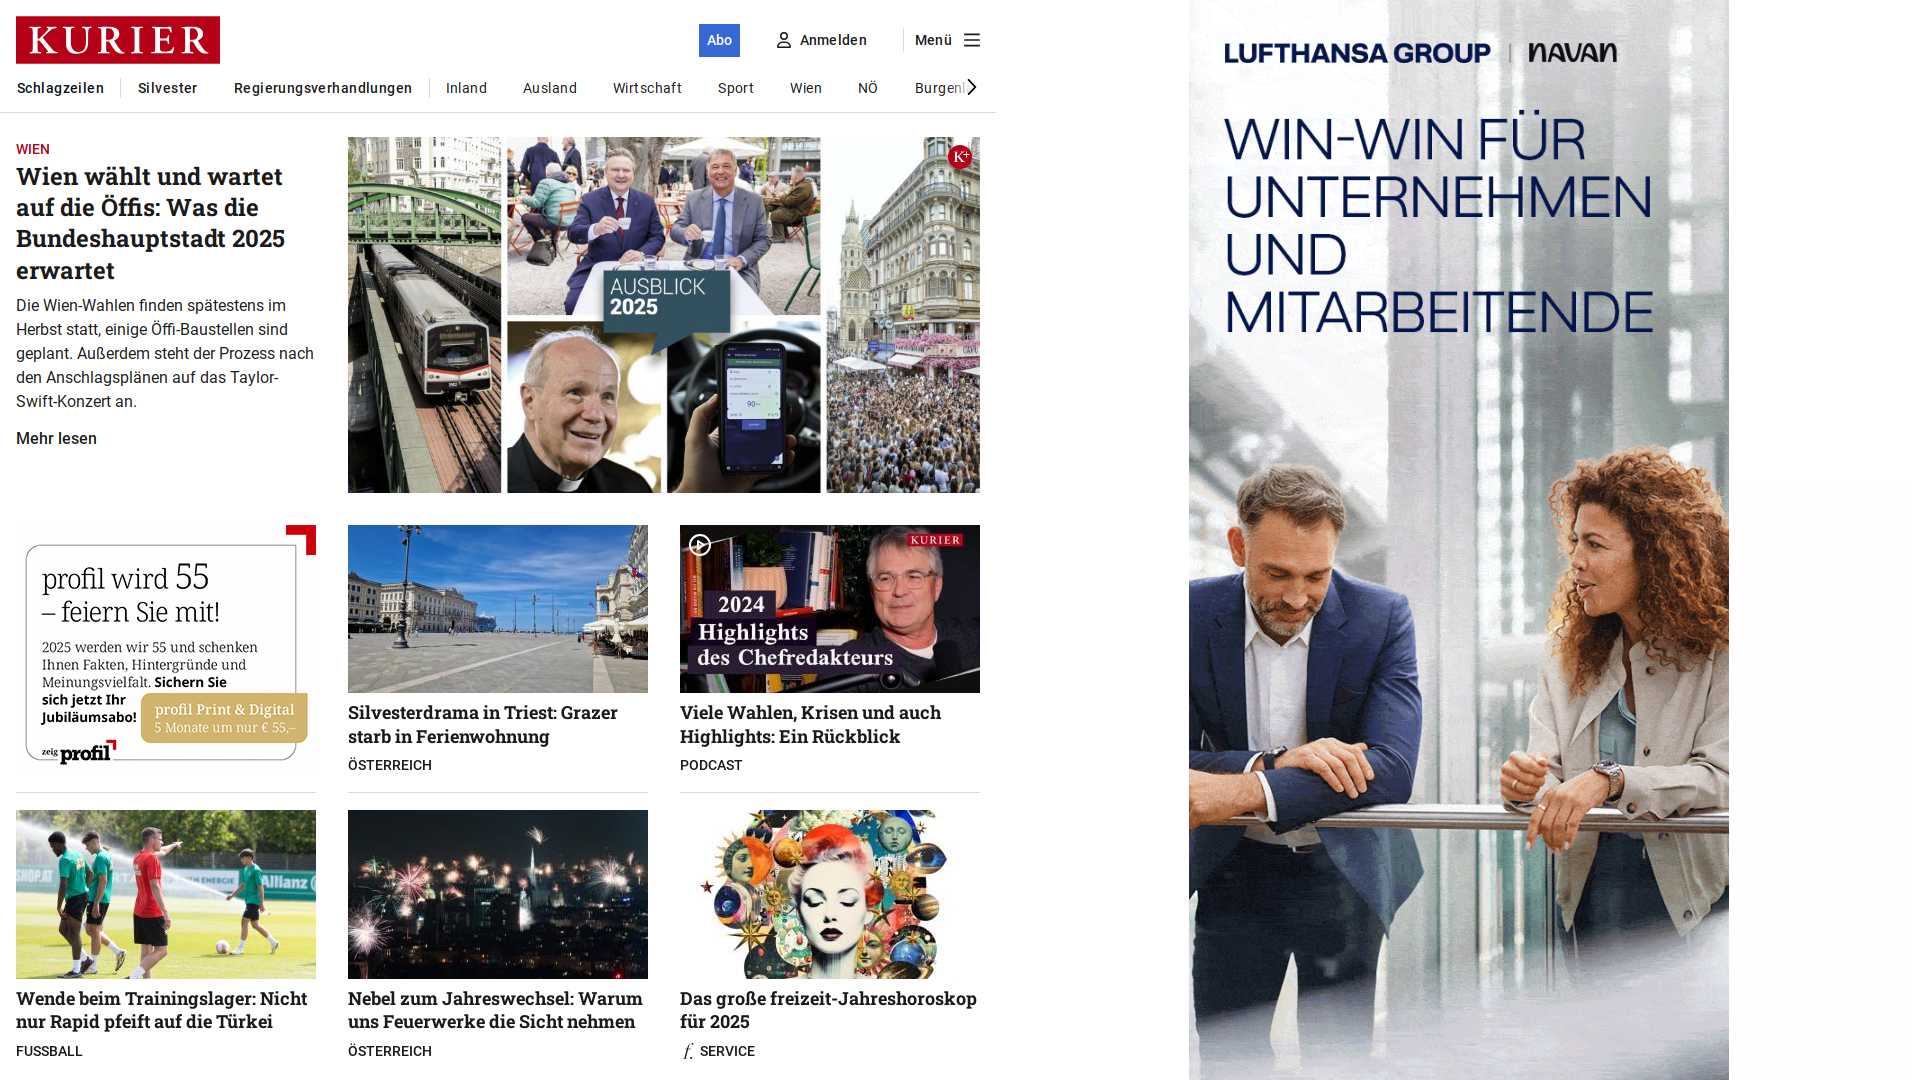 KURIER
Abo
Anmelden
Menü
Schlagzeilen
Silvester
Regierungsverhandlungen
Inland
Ausland
Wirtschaft
Sport
Wien
NÖ
WIEN
Wien wählt und wartet
auf die Öffis: Was die
Bundeshauptstadt 2025
erwartet
Die Wien-Wahlen finden spätestens im
Herbst statt, einige Öffi-Baustellen sind
geplant. Außerdem steht der Prozess nach
den Anschlagsplänen auf das Taylor-
Swift-Konzert an.
Mehr lesen
K+
AUSBLICK
2025
profil wird 55
– feiern Sie mit!
2025 werden wir 55 und schenken
Ihnen Fakten, Hintergründe und
Meinungsvielfalt. Sichern Sie
sich jetzt Ihr
Jubiläumsabo!
profil Print & Digital
5 Monate um nur € 55,–
zeig profil
Silvesterdrama in Triest: Grazer
starb in Ferienwohnung
ÖSTERREICH
KURIER
2024
Highlights
des Chefredakteurs
Viele Wahlen, Krisen und auch
Highlights: Ein Rückblick
PODCAST
SHOP.AT
ENERGIE
Allianz
Wende beim Trainingslager: Nicht
nur Rapid pfeift auf die Türkei
FUSSBALL
Nebel zum Jahreswechsel: Warum
uns Feuerwerke die Sicht nehmen
ÖSTERREICH
Das große freizeit-Jahreshoroskop
für 2025
f. SERVICE
LUFTHANSA GROUP | NAVAN
WIN-WIN FÜR
UNTERNEHMEN
UND
MITARBEITENDE